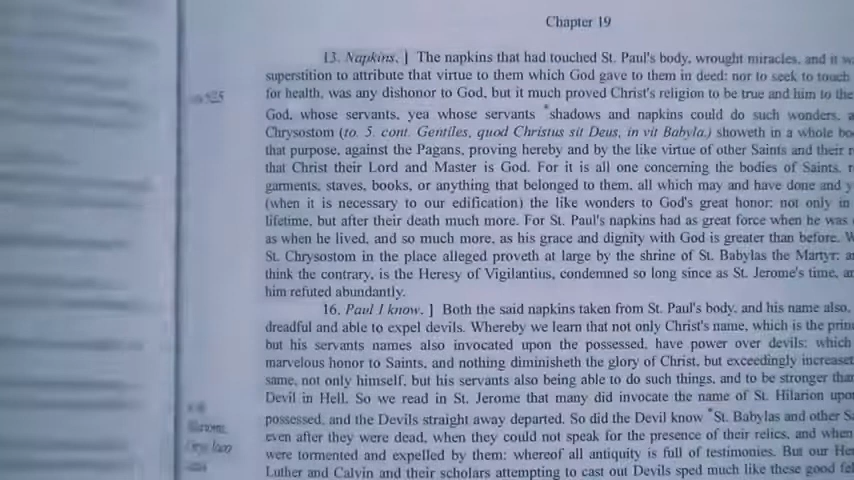 Chapter 19
13. Napkins. ] The napkins that had touched St. Paul's body, wrought miracles, and it
superstition to attribute that virtue to them which God gave to them in deed: nor to seek to touch
for health, was any dishonor to God, but it much proved Christ's religion to be true and him to
God, whose servants, yea whose servants *shadows and napkins could do such wonders,
Chrysostom (to. 5. cont. Gentiles, quod Christus sit Deus, in vit Babyla.) showeth in a whole
that purpose, against the Pagans, proving hereby and by the like virtue of other Saints and their
that Christ their Lord and Master is God. For it is all one concerning the bodies of Saints,
garments, staves, books, or anything that belonged to them, all which may and have done and
(when it is necessary to our edification) the like wonders to God's great honor: not only in
lifetime, but after their death much more. For St. Paul's napkins had as great force when he was
as when he lived, and so much more, as his grace and dignity with God is greater than before.
St. Chrysostom in the place alleged proveth at large by the shrine of St. Babylas the Martyr:
think the contrary, is the Heresy of Vigilantius, condemned so long since as St. Jerome's time,
him refuted abundantly.
16. Paul I know. ] Both the said napkins taken from St. Paul's body, and his name also,
dreadful and able to expel devils. Whereby we learn that not only Christ's name, which is the
but his servants names also invocated upon the possessed, have power over devils: which
marvelous honor to Saints, and nothing diminisheth the glory of Christ, but exceedingly
same, not only himself, but his servants also being able to do such things, and to be stronger
Devil in Hell. So we read in St. Jerome that many did invocate the name of St. Hilarion
possessed, and the Devils straight away departed. So did the Devil know *St. Babylas and other
even after they were dead, when they could not speak for the presence of their relics, and when
were tormented and expelled by them: whereof all antiquity is full of testimonies. But our
Luther and Calvin and their scholars attempting to cast out Devils sped much like these good